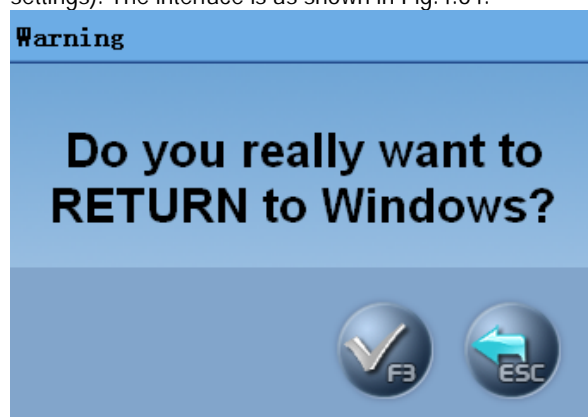 settings). The interface is as shown in Fig.1.61.
Warning
Do you really want to
RETURN to Windows?
F3
ESC